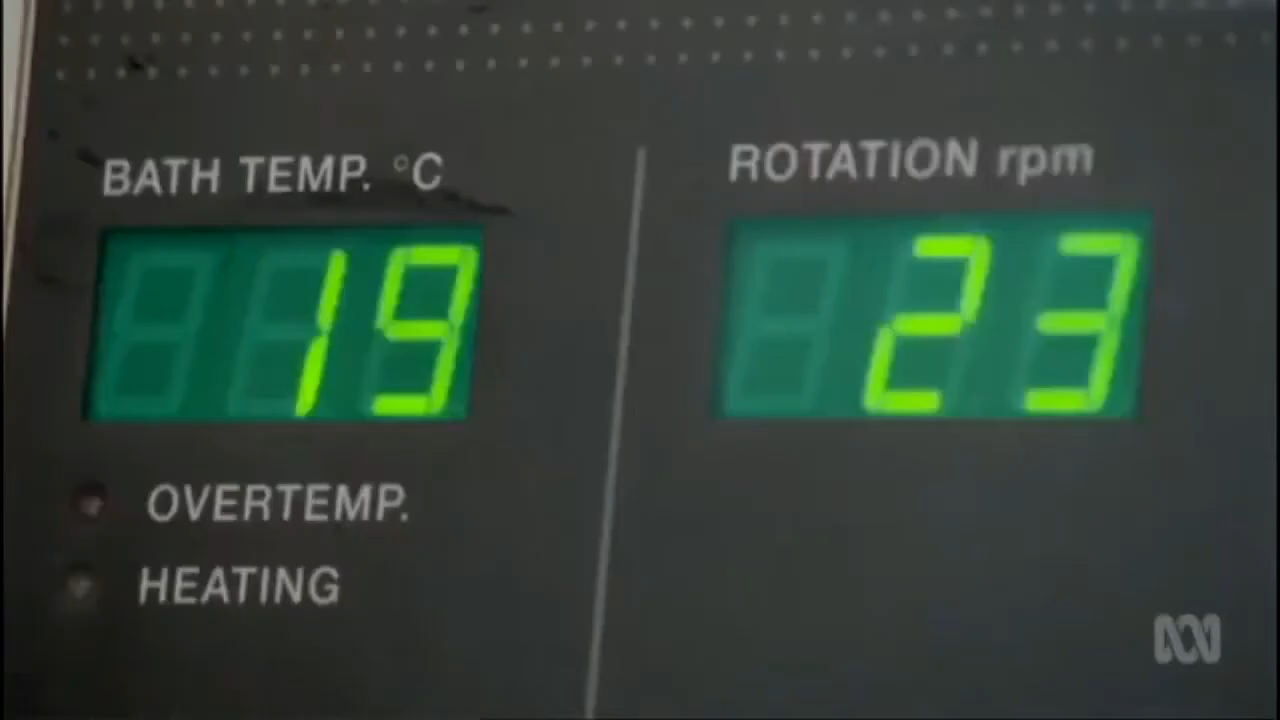 BATH TEMP. °C
19
OVERTEMP.
HEATING
ROTATION rpm
23